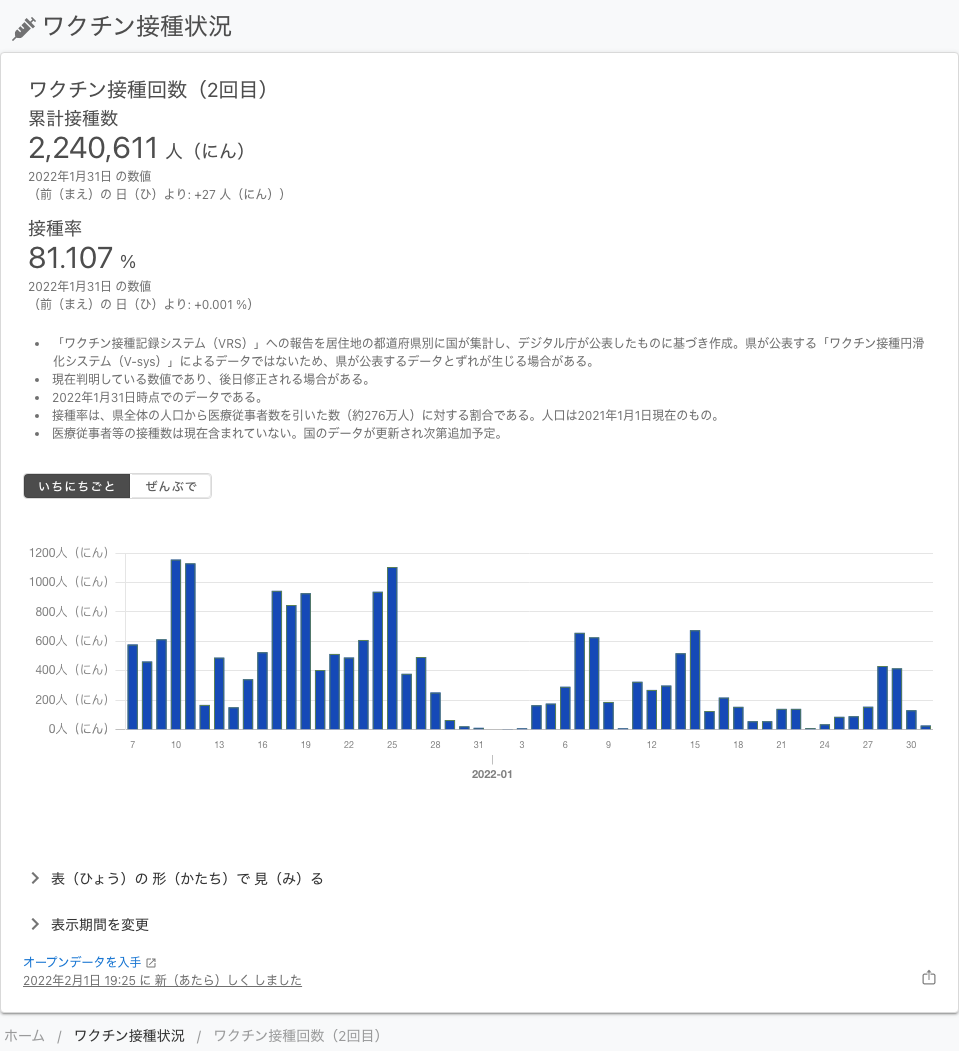 ワクチン接種状況
ワクチン接種回数（2回目）
累計接種数
2,240,611 人（にん）
2022年1月31日 の数値
（前（まえ）の 日（ひ）より: +27 人（にん））
接種率
81.107 %
2022年1月31日 の数値
（前（まえ）の 日（ひ）より: +0.001 %）
• 「ワクチン接種記録システム（VRS）」への報告を居住地の都道府県別に国が集計し、デジタル庁が公表したものに基づき作成。県が公表する「ワクチン接種円滑
化システム（V-sys）」によるデータではないため、県が公表するデータとずれが生じる場合がある。
• 現在判明している数値であり、後日修正される場合がある。
• 2022年1月31日時点でのデータである。
• 接種率は、県全体の人口から医療従事者数を引いた数（約276万人）に対する割合である。人口は2021年1月1日現在のもの。
• 医療従事者等の接種数は現在含まれていない。国のデータが更新され次第追加予定。
いちにちごと ぜんぶで
1200人（にん）
1000人（にん）
800人（にん）
600人（にん）
400人（にん）
200人（にん）
0人（にん）
7 10 13 16 19 22 25 28 31 3 6 9 12 15 18 21 24 27 30
2022-01
表（ひょう）の 形（かたち）で 見（み）る
表示期間を変更
オープンデータを入手
2022年2月1日 19:25 に 新（あたら）しく しました
ホーム / ワクチン接種状況 / ワクチン接種回数（2回目）